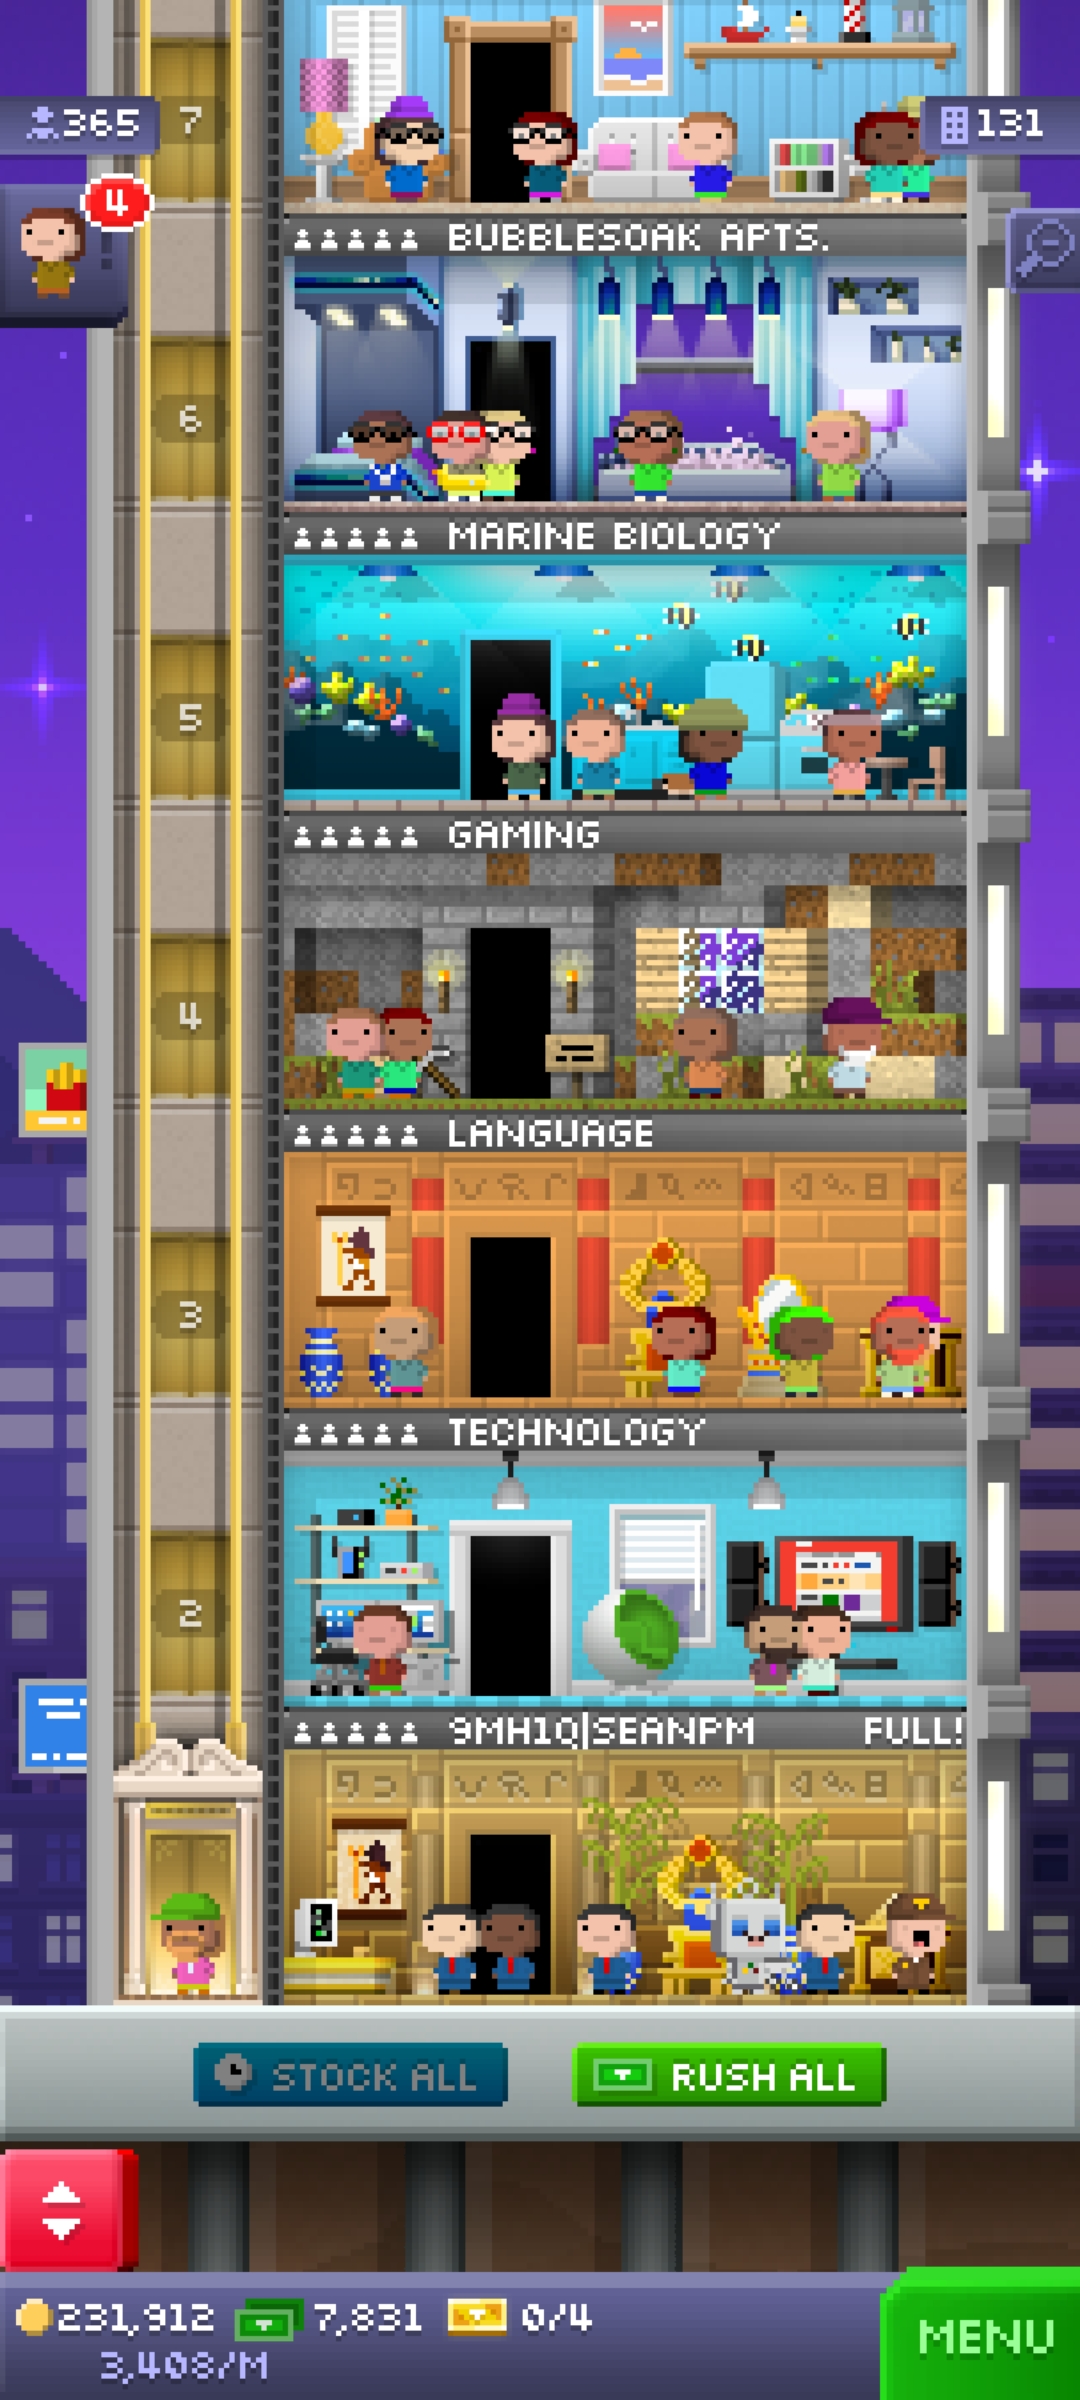 7
365
131
4
BUBBLESOAK APTS.
6
MARINE BIOLOGY
5
GAMING
4
LANGUAGE
3
TECHNOLOGY
2
9MH1Q|SEANPM FULL!
STOCK ALL
RUSH ALL
231,912 7,831 0/4
3,408/M
MENU